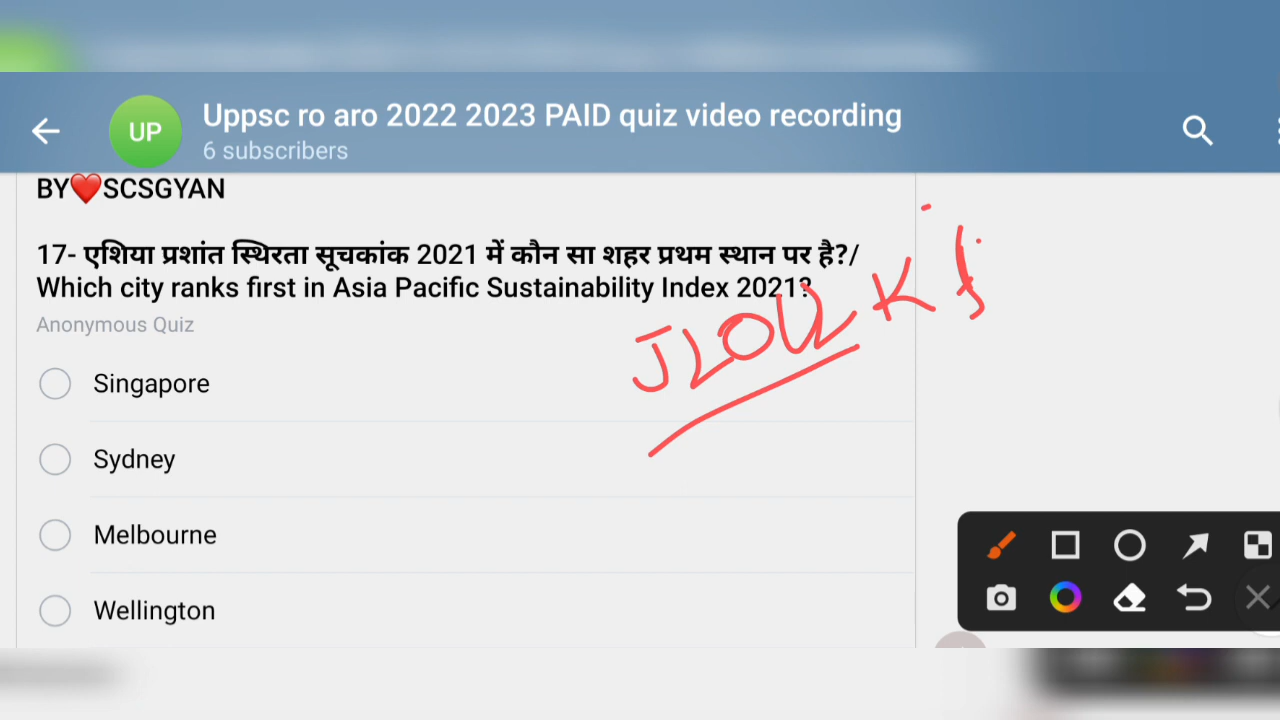 UP
Uppsc ro aro 2022 2023 PAID quiz video recording
6 subscribers
BY❤️SCSGYAN
17- एशिया प्रशांत स्थिरता सूचकांक 2021 में कौन सा शहर प्रथम स्थान पर है?/
Which city ranks first in Asia Pacific Sustainability Index 2021?
Anonymous Quiz
Singapore
Sydney
Melbourne
Wellington